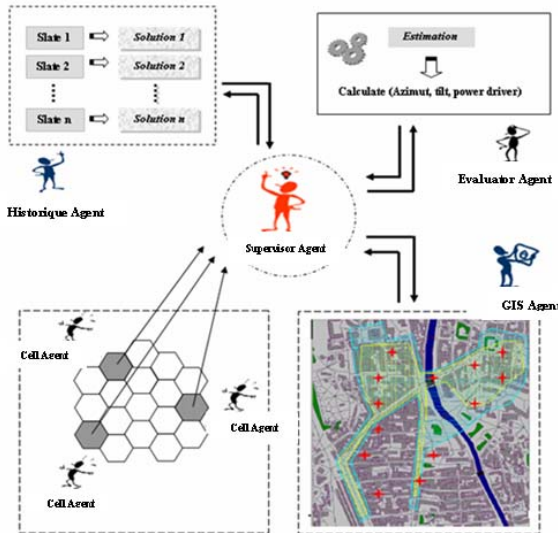 Slate 1
Solution 1
Slate 2
Solution 2
Slate n
Solution n
Historique Agent
Estimation
Calculate (Azimut, tilt, power driver)
Evaluator Agent
Supervisor Agent
GIS Agent
Cell Agent
Cell Agent
Cell Agent